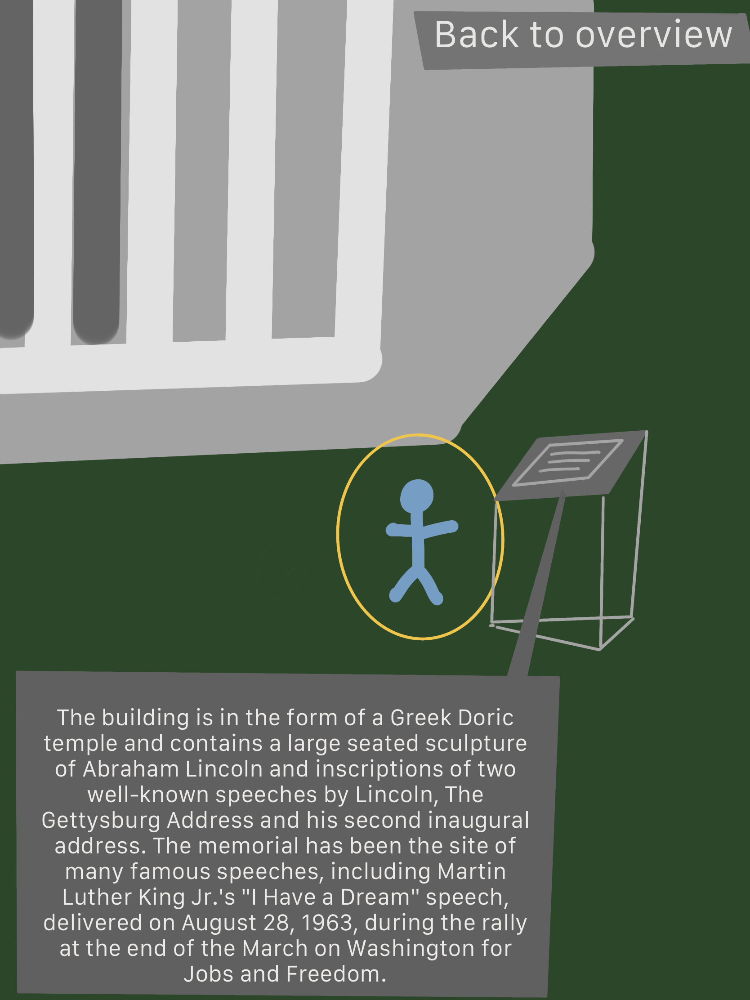 Back to overview
The building is in the form of a Greek Doric
temple and contains a large seated sculpture
of Abraham Lincoln and inscriptions of two
well-known speeches by Lincoln, The
Gettysburg Address and his second inaugural
address. The memorial has been the site of
many famous speeches, including Martin
Luther King Jr.'s "I Have a Dream" speech,
delivered on August 28, 1963, during the rally
at the end of the March on Washington for
Jobs and Freedom.